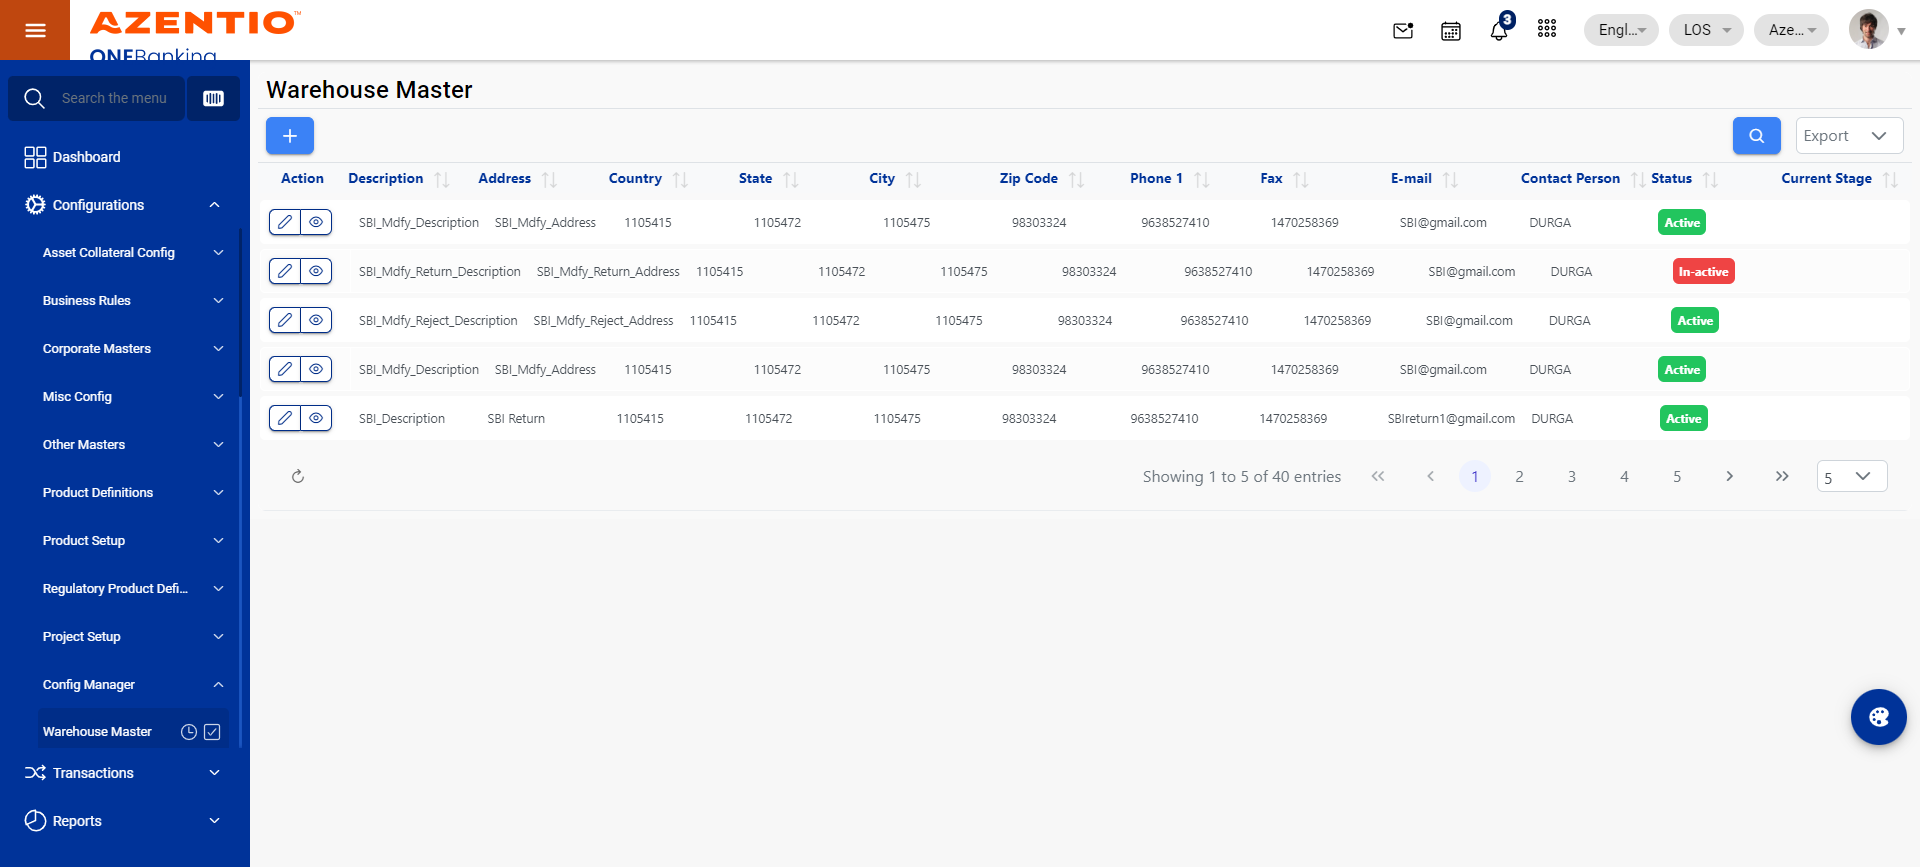 AZENTIO™
ONEBanking
3
Engl...
LOS
Aze...
Search the menu
Dashboard
Configurations
Asset Collateral Config
Business Rules
Corporate Masters
Misc Config
Other Masters
Product Definitions
Product Setup
Regulatory Product Defi...
Project Setup
Config Manager
Warehouse Master
Transactions
Reports
Warehouse Master
Export
Action Description Address Country State City Zip Code Phone 1 Fax E-mail Contact Person Status Current Stage
SBI_Mdfy_Description SBI_Mdfy_Address 1105415 1105472 1105475 98303324 9638527410 1470258369 SBI@gmail.com DURGA Active
SBI_Mdfy_Return_Description SBI_Mdfy_Return_Address 1105415 1105472 1105475 98303324 9638527410 1470258369 SBI@gmail.com DURGA In-active
SBI_Mdfy_Reject_Description SBI_Mdfy_Reject_Address 1105415 1105472 1105475 98303324 9638527410 1470258369 SBI@gmail.com DURGA Active
SBI_Mdfy_Description SBI_Mdfy_Address 1105415 1105472 1105475 98303324 9638527410 1470258369 SBI@gmail.com DURGA Active
SBI_Description SBI Return 1105415 1105472 1105475 98303324 9638527410 1470258369 SBIreturn1@gmail.com DURGA Active
Showing 1 to 5 of 40 entries 1 2 3 4 5 5